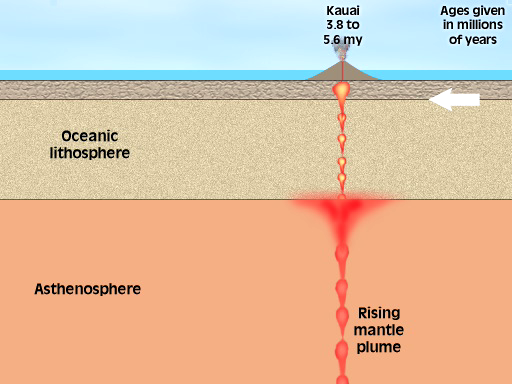 Kauai
3.8 to
5.6 my
Ages given
in millions
of years
Oceanic
lithosphere
Asthenosphere
Rising
mantle
plume